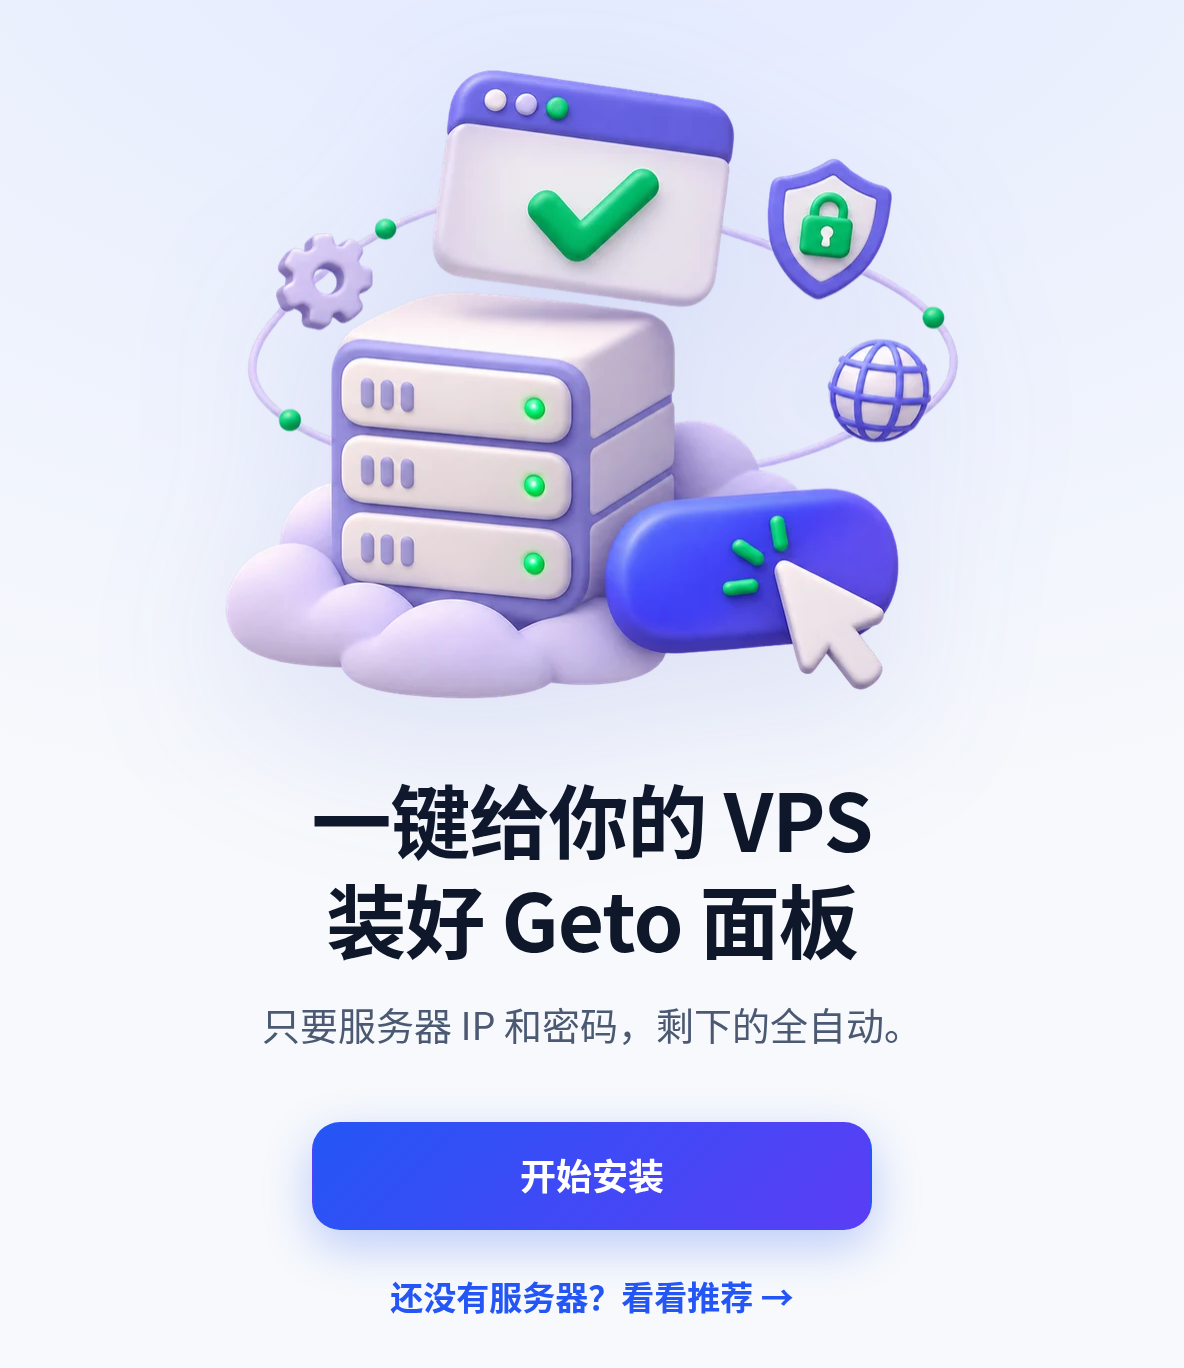 一键给你的 VPS
装好 Geto 面板
只要服务器 IP 和密码，剩下的全自动。
开始安装
还没有服务器？看看推荐 →